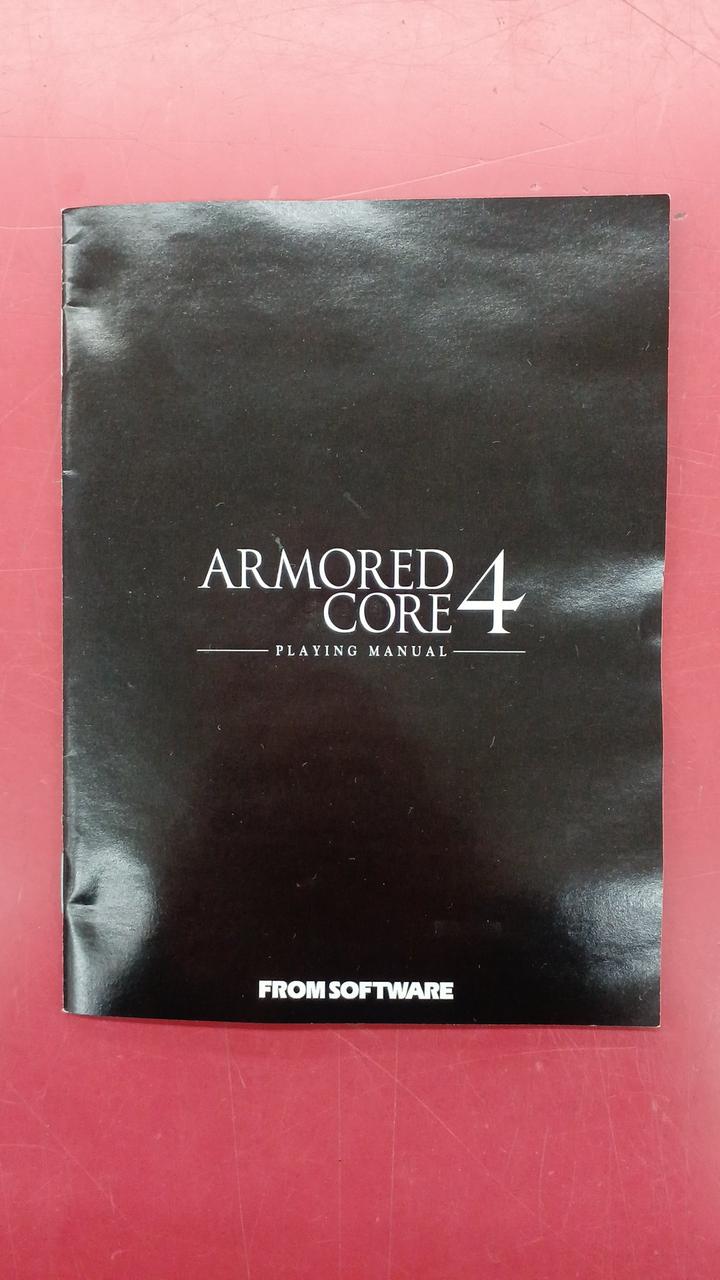 ARMORED
CORE 4
PLAYING MANUAL
FROM SOFTWARE